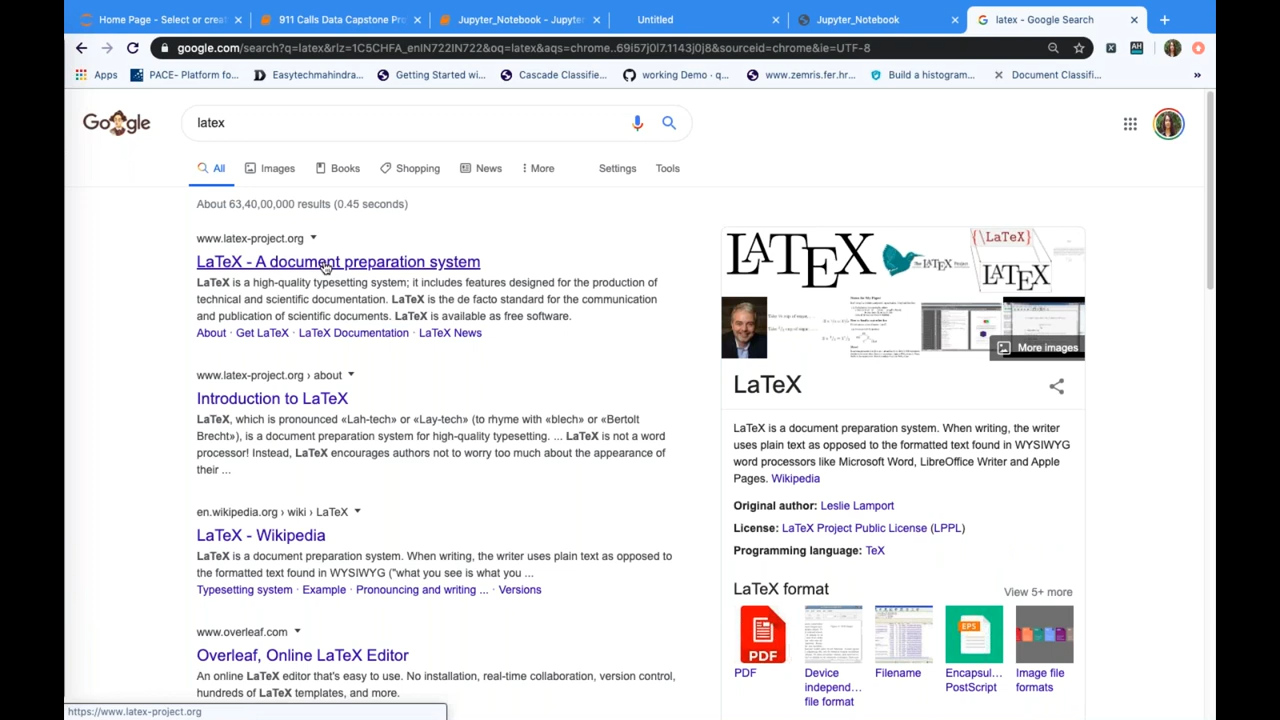 Home Page - Select or creat
911 Calls Data Capstone Pro
Jupyter_Notebook - Jupyter
Untitled
Jupyter_Notebook
latex - Google Search
google.com/search?q=latex&rlz=1C5CHFA_enIN722IN722&oq=latex&aqs=chrome..69i57j0l7.1143j0j8&sourceid=chrome&ie=UTF-8
Apps
PACE- Platform fo...
Easytechmahindra...
Getting Started wi...
Cascade Classifie...
working Demo · q...
www.zemris.fer.hr...
Build a histogram...
Document Classifi...
»
Google
latex
All
Images
Books
Shopping
News
More
Settings
Tools
About 63,40,00,000 results (0.45 seconds)
www.latex-project.org
LaTeX - A document preparation system
LaTeX is a high-quality typesetting system; it includes features designed for the production of
technical and scientific documentation. LaTeX is the de facto standard for the communication
and publication of scientific documents. LaTeX is available as free software.
About · Get LaTeX · LaTeX Documentation · LaTeX News
www.latex-project.org › about
Introduction to LaTeX
LaTeX, which is pronounced «Lah-tech» or «Lay-tech» (to rhyme with «blech» or «Bertolt
Brecht»), is a document preparation system for high-quality typesetting. ... LaTeX is not a word
processor! Instead, LaTeX encourages authors not to worry too much about the appearance of
their ...
en.wikipedia.org › wiki › LaTeX
LaTeX - Wikipedia
LaTeX is a document preparation system. When writing, the writer uses plain text as opposed to
the formatted text found in WYSIWYG ("what you see is what you ...
Typesetting system · Example · Pronouncing and writing ... · Versions
www.overleaf.com
Overleaf, Online LaTeX Editor
An online LaTeX editor that's easy to use. No installation, real-time collaboration, version control,
hundreds of LaTeX templates, and more.
https://www.latex-project.org
LATEX
{\LaTeX}
LATEX
More images
LaTeX
LaTeX is a document preparation system. When writing, the writer
uses plain text as opposed to the formatted text found in WYSIWYG
word processors like Microsoft Word, LibreOffice Writer and Apple
Pages. Wikipedia
Original author: Leslie Lamport
License: LaTeX Project Public License (LPPL)
Programming language: TeX
LaTeX format
View 5+ more
PDF
EPS
PDF
Device
independ...
file format
Filename
Encapsul...
PostScript
Image file
formats